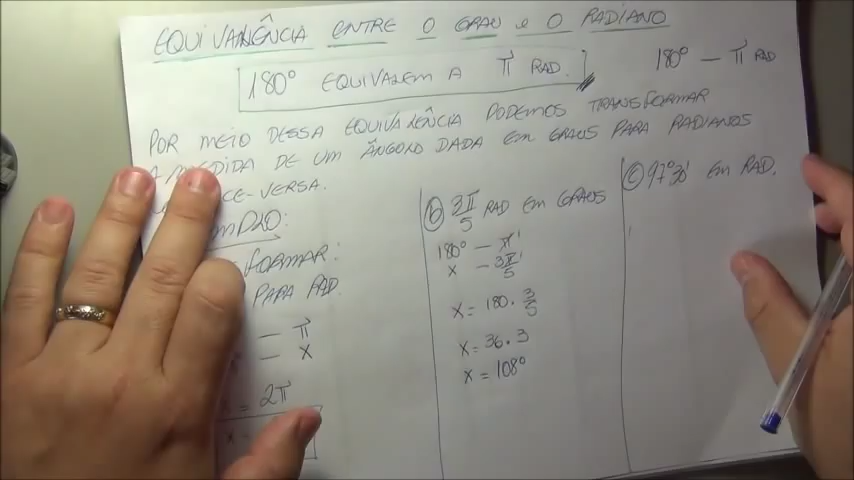 EQUIVALÊNCIA ENTRE O GRAU e O RADIANO
180° EQUIVALEM A π RAD.
180° — π RAD
POR MEIO DESSA EQUIVALÊNCIA PODEMOS TRANSFORMAR
A MEDIDA DE UM ÂNGULO DADA EM GRAUS PARA RADIANOS
CE-VERSA.
FORMAR:
PARA RAD.
— π
— x
= 2π
x =
b) 3π/5 RAD EM GRAUS
180° — π
x — 3π/5
x = 180 . 3/5
x = 36 . 3
x = 108°
c) 97°30' EM RAD.